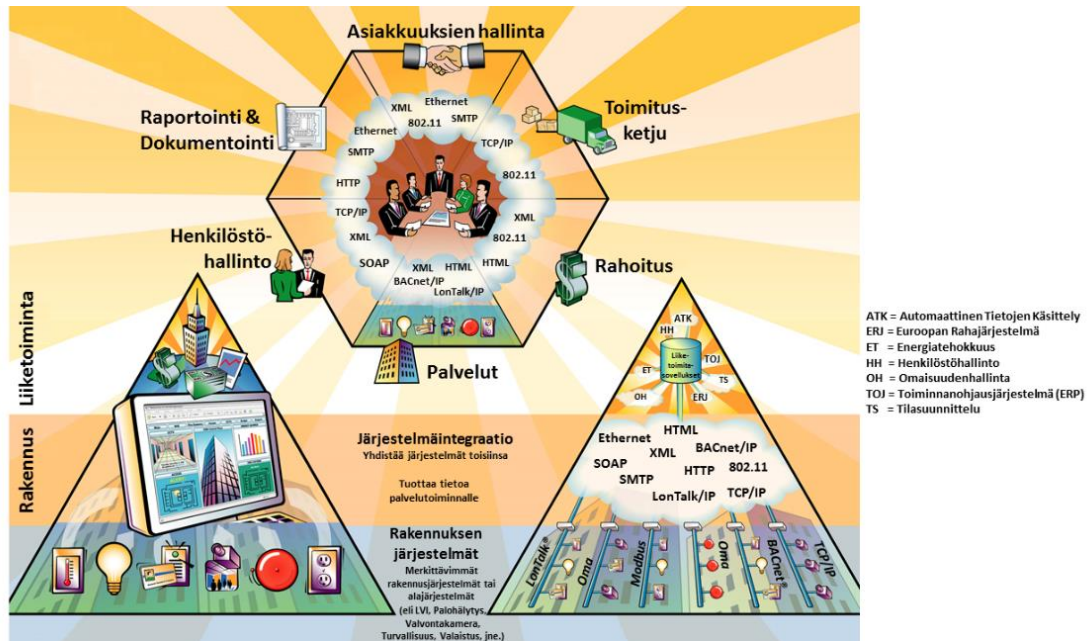 Asiakkuuksien hallinta
Raportointi &
Dokumentointi
Toimitus-
ketju
Henkilöstö-
hallinto
Rahoitus
Palvelut
XML
Ethernet
802.11
SMTP
Ethernet
TCP/IP
SMTP
802.11
HTTP
TCP/IP
XML
XML
802.11
SOAP
HTML
XML
HTML
BACnet/IP
LonTalk/IP
Liiketoiminta
Rakennus
Järjestelmäintegraatio
Yhdistää järjestelmät toisiinsa
Tuottaa tietoa
palvelutoiminnalle
Rakennuksen
järjestelmät
Merkittävimmät
rakennusjärjestelmät tai
alajärjestelmät
(eli LVI, Palohälytys,
Valvontakamera,
Turvallisuus, Valaistus, jne.)
ATK
HH
Liike-
toimita-
sovellukset
TOJ
ET
TS
OH
ERJ
HTML
Ethernet
XML
BACnet/IP
SOAP
HTTP
802.11
SMTP
LonTalk/IP
TCP/IP
LonTalk®
Oma
Modbus
Oma
BACnet®
TCP/IP
ATK = Automaattinen Tietojen Käsittely
ERJ = Euroopan Rahajärjestelmä
ET = Energiatehokkuus
HH = Henkilöstöhallinto
OH = Omaisuudenhallinta
TOJ = Toiminnanohjausjärjestelmä (ERP)
TS = Tilasuunnittelu